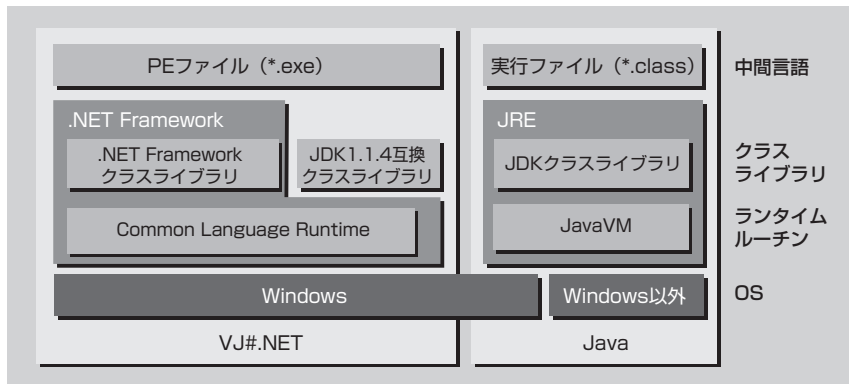 PEファイル（*.exe）
実行ファイル（*.class）
中間言語
.NET Framework
JRE
.NET Framework
クラスライブラリ
JDK1.1.4互換
クラスライブラリ
JDKクラスライブラリ
クラス
ライブラリ
Common Language Runtime
JavaVM
ランタイム
ルーチン
Windows
Windows以外
OS
VJ#.NET
Java